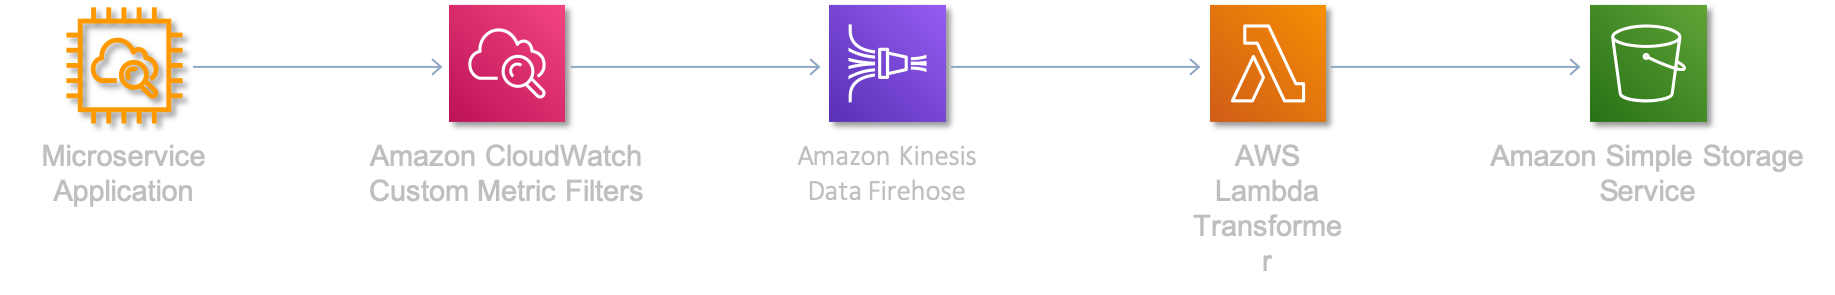 Microservice
Application
Amazon CloudWatch
Custom Metric Filters
Amazon Kinesis
Data Firehose
AWS
Lambda
Transforme
r
Amazon Simple Storage
Service